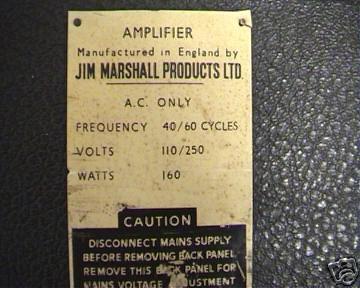 AMPLIFIER
Manufactured in England by
JIM MARSHALL PRODUCTS LTD.
A.C. ONLY
FREQUENCY 40/60 CYCLES
VOLTS 110/250
WATTS 160
CAUTION
DISCONNECT MAINS SUPPLY
BEFORE REMOVING BACK PANEL
REMOVE THIS BACK PANEL FOR
MAINS VOLTAGE ADJUSTMENT